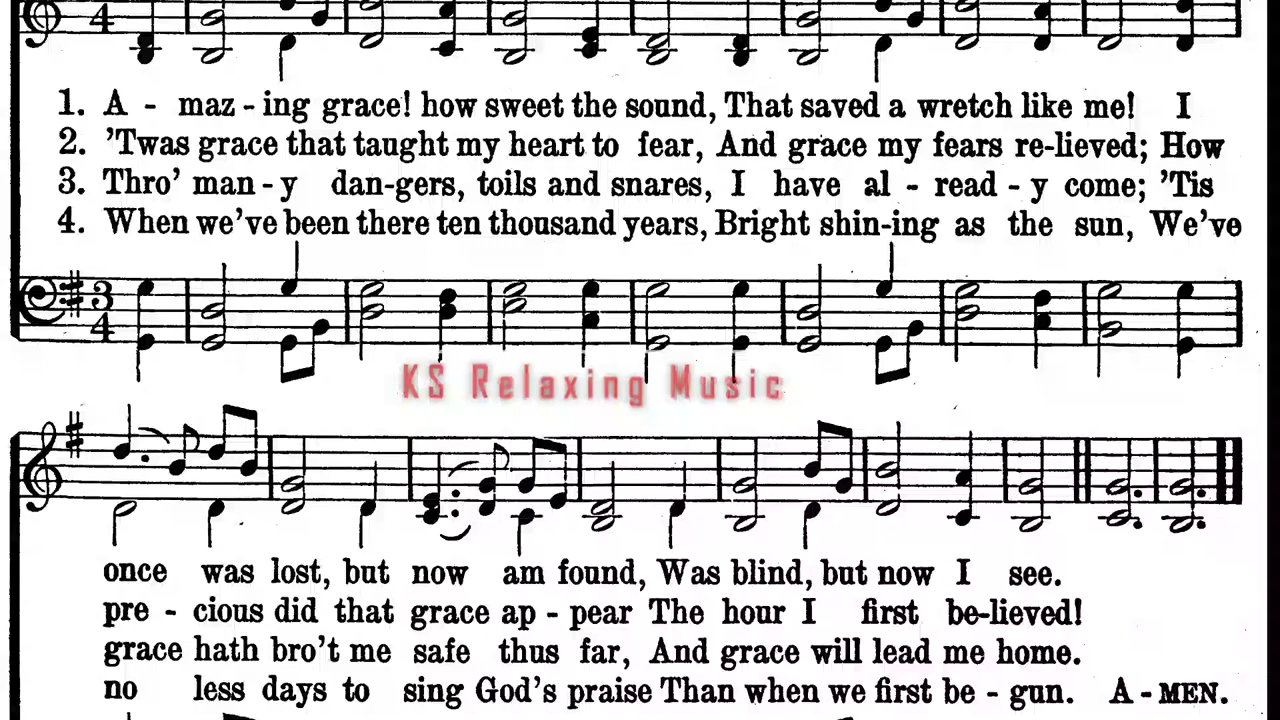 1. A - maz - ing grace! how sweet the sound, That saved a wretch like me! I
2. ’Twas grace that taught my heart to fear, And grace my fears re-lieved; How
3. Thro’ man - y dan-gers, toils and snares, I have al - read - y come; ’Tis
4. When we’ve been there ten thousand years, Bright shin-ing as the sun, We’ve
3
4
KS Relaxing Music
once was lost, but now am found, Was blind, but now I see.
pre - cious did that grace ap - pear The hour I first be-lieved!
grace hath bro’t me safe thus far, And grace will lead me home.
no less days to sing God’s praise Than when we first be - gun. A - MEN.